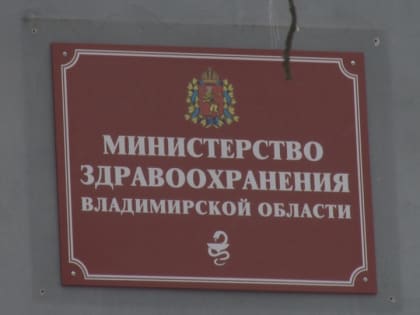 МИНИСТЕРСТВО
ЗДРАВООХРАНЕНИЯ
ВЛАДИМИРСКОЙ ОБЛАСТИ